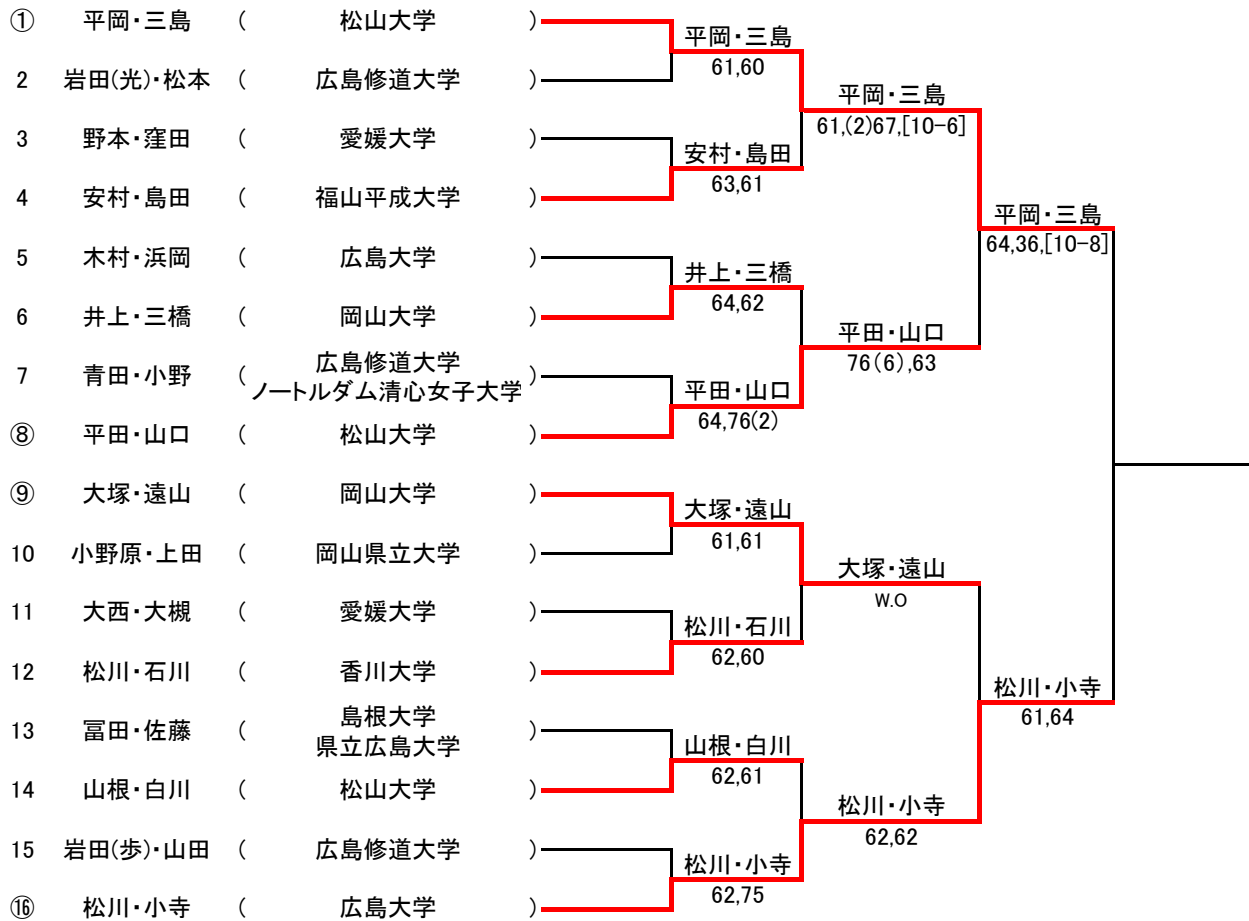 ① 平岡・三島 ( 松山大学 )
2 岩田(光)・松本 ( 広島修道大学 )
3 野本・窪田 ( 愛媛大学 )
4 安村・島田 ( 福山平成大学 )
5 木村・浜岡 ( 広島大学 )
6 井上・三橋 ( 岡山大学 )
7 青田・小野 ( 広島修道大学
ノートルダム清心女子大学 )
⑧ 平田・山口 ( 松山大学 )
⑨ 大塚・遠山 ( 岡山大学 )
10 小野原・上田 ( 岡山県立大学 )
11 大西・大槻 ( 愛媛大学 )
12 松川・石川 ( 香川大学 )
13 冨田・佐藤 ( 島根大学
県立広島大学 )
14 山根・白川 ( 松山大学 )
15 岩田(歩)・山田 ( 広島修道大学 )
⑯ 松川・小寺 ( 広島大学 )
平岡・三島
61,60
安村・島田
63,61
井上・三橋
64,62
平田・山口
64,76(2)
大塚・遠山
61,61
松川・石川
62,60
山根・白川
62,61
松川・小寺
62,75
平岡・三島
61,(2)67,[10-6]
平田・山口
76(6),63
大塚・遠山
W.O
松川・小寺
62,62
平岡・三島
64,36,[10-8]
松川・小寺
61,64